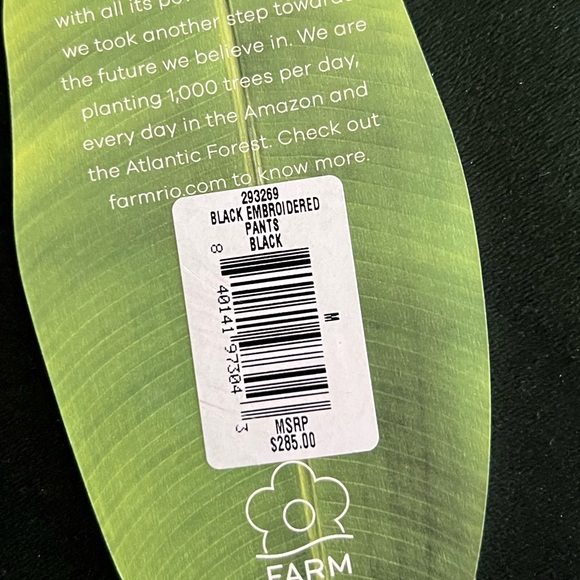 with all its
we took another step towards
the future we believe in. We are
planting 1,000 trees per day,
every day in the Amazon and
the Atlantic Forest. Check out
farmrio.com to know more.
293269
BLACK EMBROIDERED
PANTS
BLACK
8 40141 97304 3
M
MSRP
$285.00
FARM